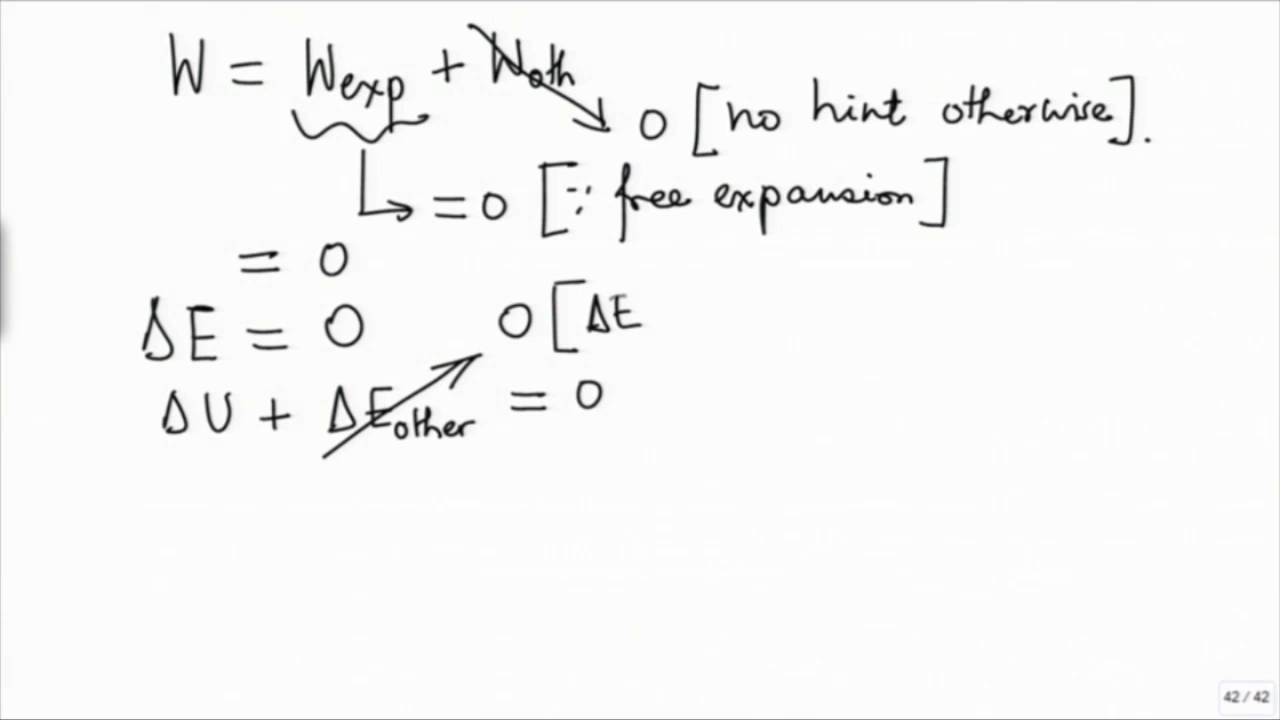 W = Wexp + Woth
0 [no hint otherwise].
= 0 [∵ free expansion]
= 0
ΔE = 0 0 [ΔE
ΔU + ΔEother = 0
42 / 42